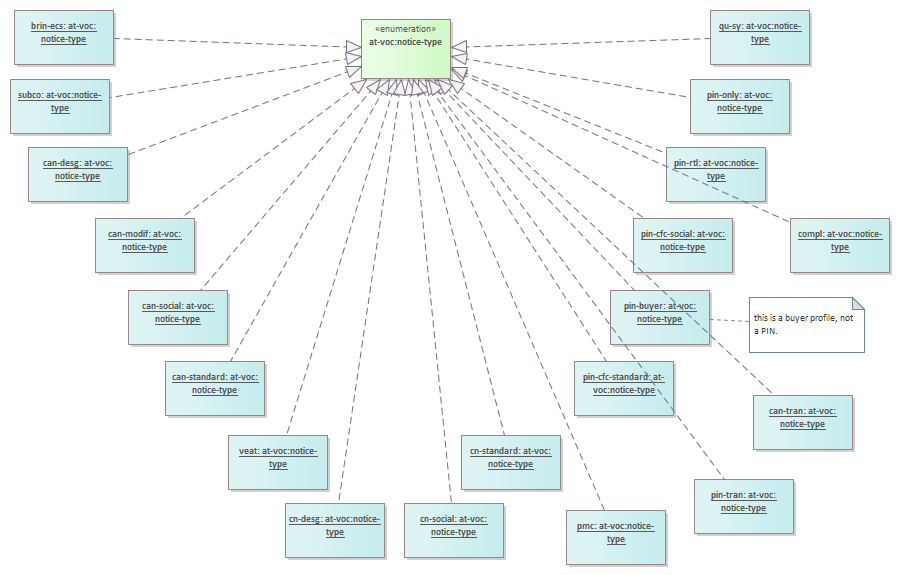 brin-ecs: at-voc:
notice-type
«enumeration»
at-voc:notice-type
qu-sy: at-voc:notice-
type
subco: at-voc:notice-
type
pin-only: at-voc:
notice-type
can-desg: at-voc:
notice-type
pin-rtl: at-voc:notice-
type
can-modif: at-voc:
notice-type
pin-cfc-social: at-voc:
notice-type
compl: at-voc:notice-
type
can-social: at-voc:
notice-type
pin-buyer: at-voc:
notice-type
this is a buyer profile, not
a PIN.
can-standard: at-voc:
notice-type
pin-cfc-standard: at-
voc:notice-type
can-tran: at-voc:
notice-type
veat: at-voc:notice-
type
cn-standard: at-voc:
notice-type
pin-tran: at-voc:
notice-type
cn-desg: at-voc:notice-
type
cn-social: at-voc:
notice-type
pmc: at-voc:notice-
type